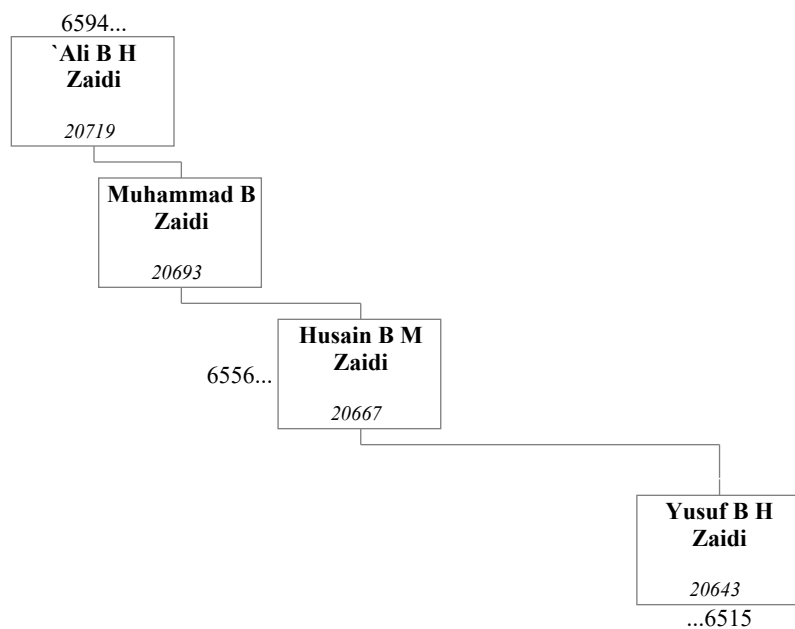 6594...
`Ali B H
Zaidi
20719
Muhammad B
Zaidi
20693
Husain B M
Zaidi
6556...
20667
Yusuf B H
Zaidi
20643
...6515